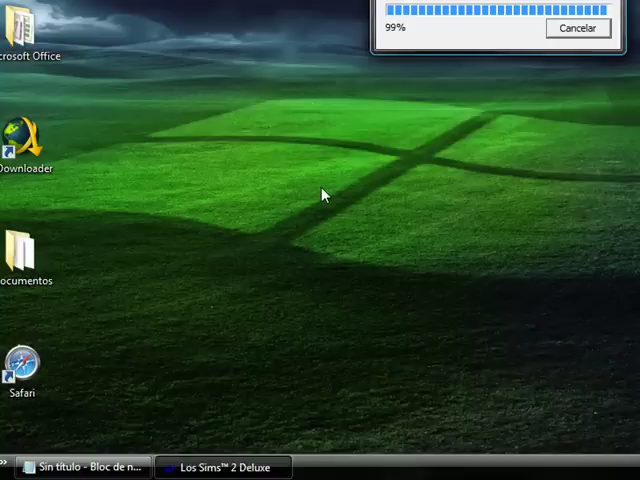 99%
Cancelar
crosoft Office
Downloader
ocumentos
Safari
Sin título - Bloc de n...
Los Sims™ 2 Deluxe